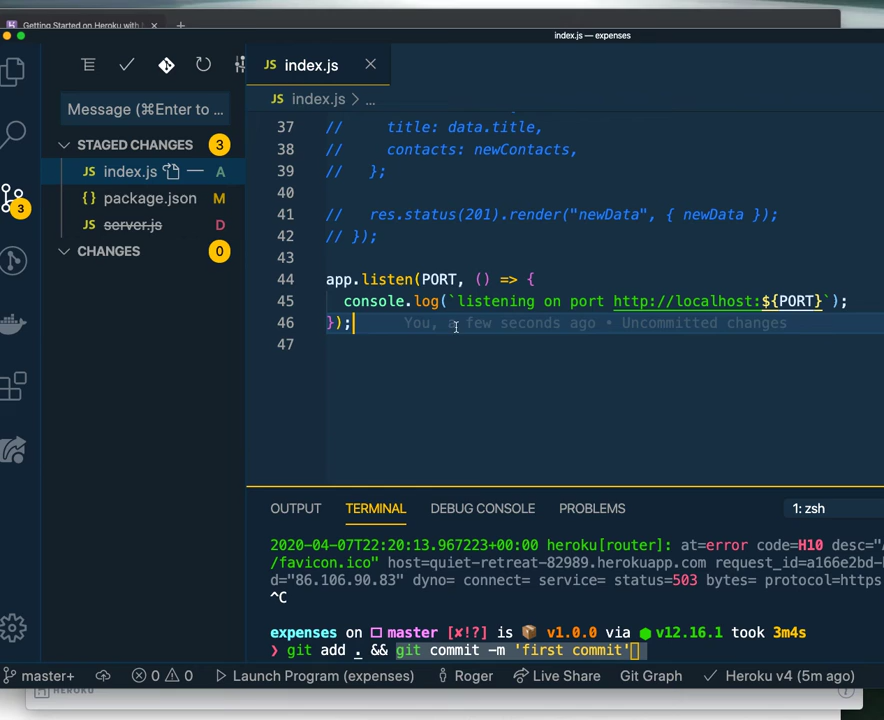 Getting Started on Heroku with
index.js — expenses
JS index.js
Message (⌘Enter to ...
JS index.js > ...
STAGED CHANGES 3
JS index.js A
{} package.json M
JS server.js D
CHANGES 0
3
37 //     title: data.title,
38 //     contacts: newContacts,
39 //   };
40
41 //   res.status(201).render("newData", { newData });
42 // });
43
44 app.listen(PORT, () => {
45   console.log(`listening on port http://localhost:${PORT}`);
46 });     You, a few seconds ago • Uncommitted changes
47
OUTPUT TERMINAL DEBUG CONSOLE PROBLEMS 1: zsh
2020-04-07T22:20:13.967223+00:00 heroku[router]: at=error code=H10 desc="
/favicon.ico" host=quiet-retreat-82989.herokuapp.com request_id=a166e2bd-
d="86.106.90.83" dyno= connect= service= status=503 bytes= protocol=https
^C
expenses on master [✘!?] is 📦 v1.0.0 via ⬢ v12.16.1 took 3m4s
❯ git add . && git commit -m 'first commit'
master+ 0 0 Launch Program (expenses) Roger Live Share Git Graph ✓ Heroku v4 (5m ago)
HEROKU